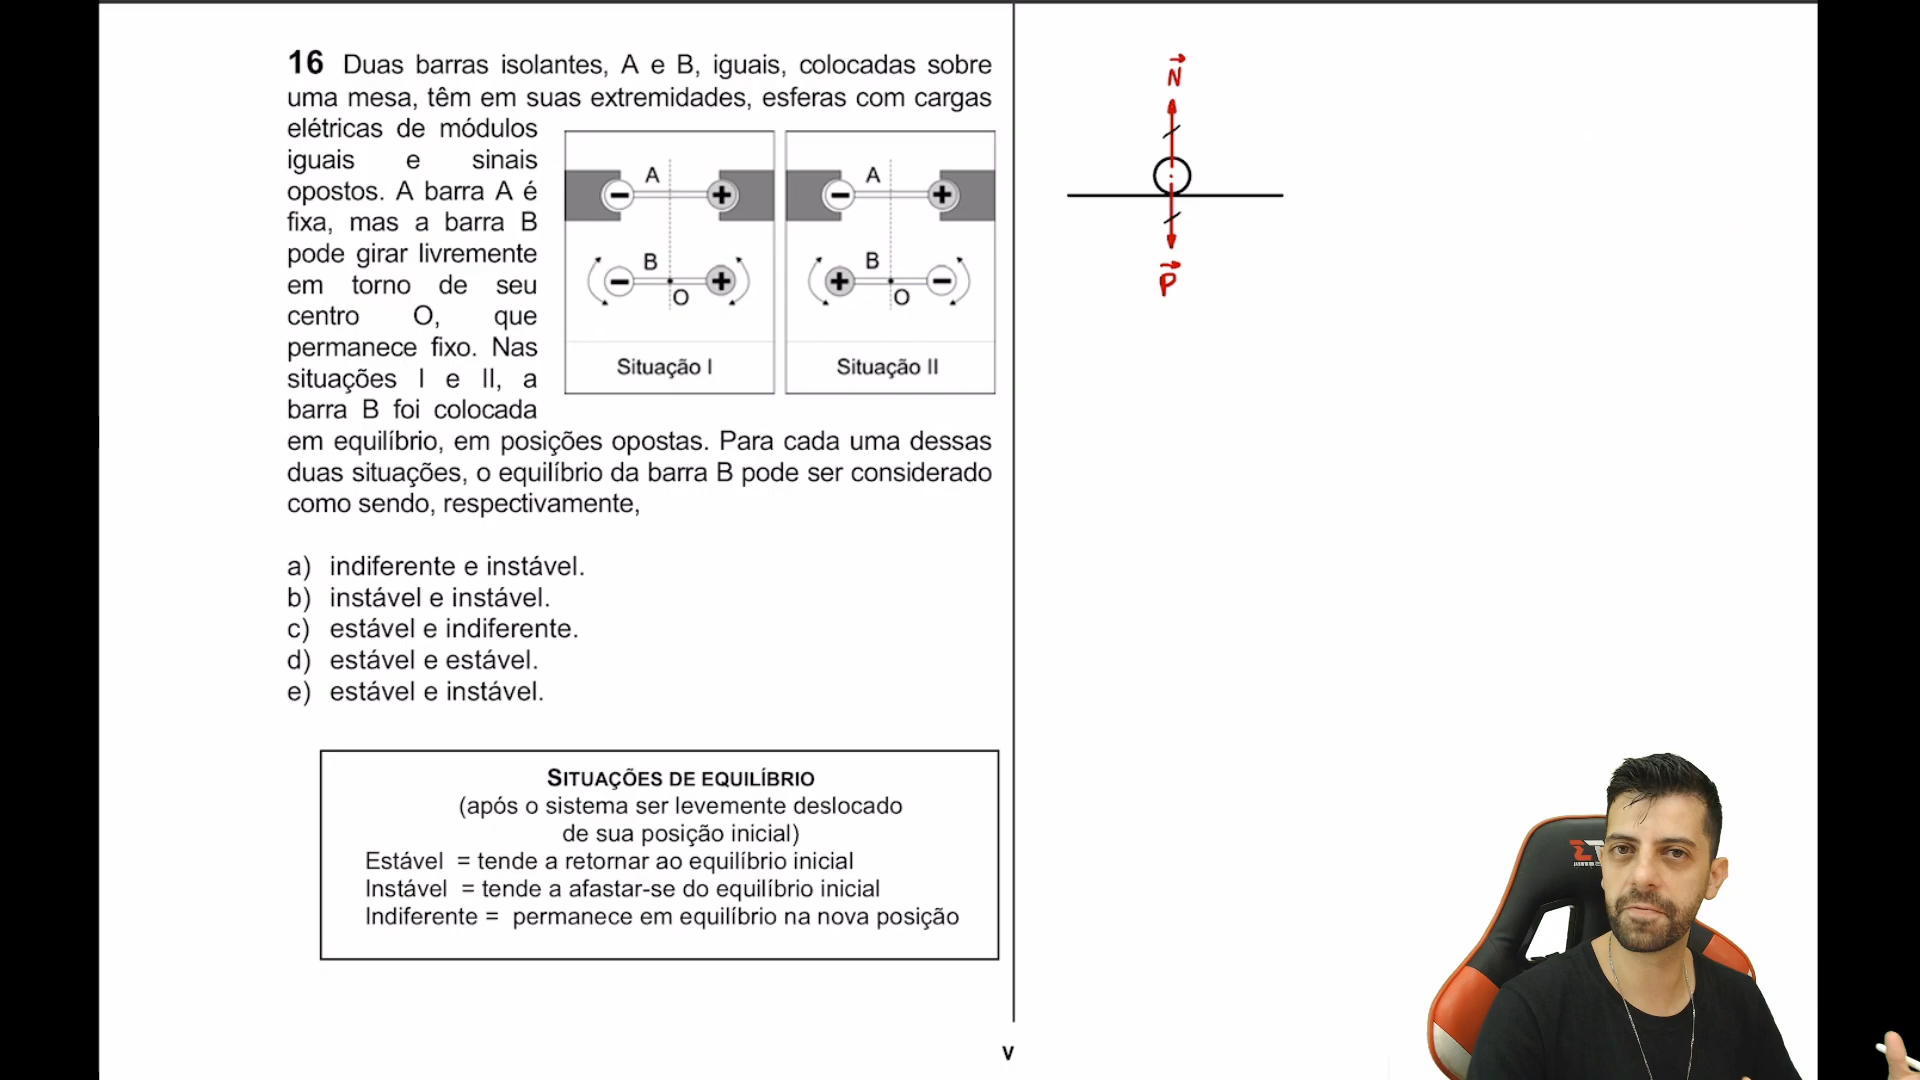 16 Duas barras isolantes, A e B, iguais, colocadas sobre
uma mesa, têm em suas extremidades, esferas com cargas
elétricas de módulos
iguais e sinais
opostos. A barra A é
fixa, mas a barra B
pode girar livremente
em torno de seu
centro O, que
permanece fixo. Nas
situações I e II, a
barra B foi colocada
em equilíbrio, em posições opostas. Para cada uma dessas
duas situações, o equilíbrio da barra B pode ser considerado
como sendo, respectivamente,
A
− +
B
− +
O
Situação I
A
− +
B
+ −
O
Situação II
a) indiferente e instável.
b) instável e instável.
c) estável e indiferente.
d) estável e estável.
e) estável e instável.
SITUAÇÕES DE EQUILÍBRIO
(após o sistema ser levemente deslocado
de sua posição inicial)
Estável = tende a retornar ao equilíbrio inicial
Instável = tende a afastar-se do equilíbrio inicial
Indiferente = permanece em equilíbrio na nova posição
V
N
P